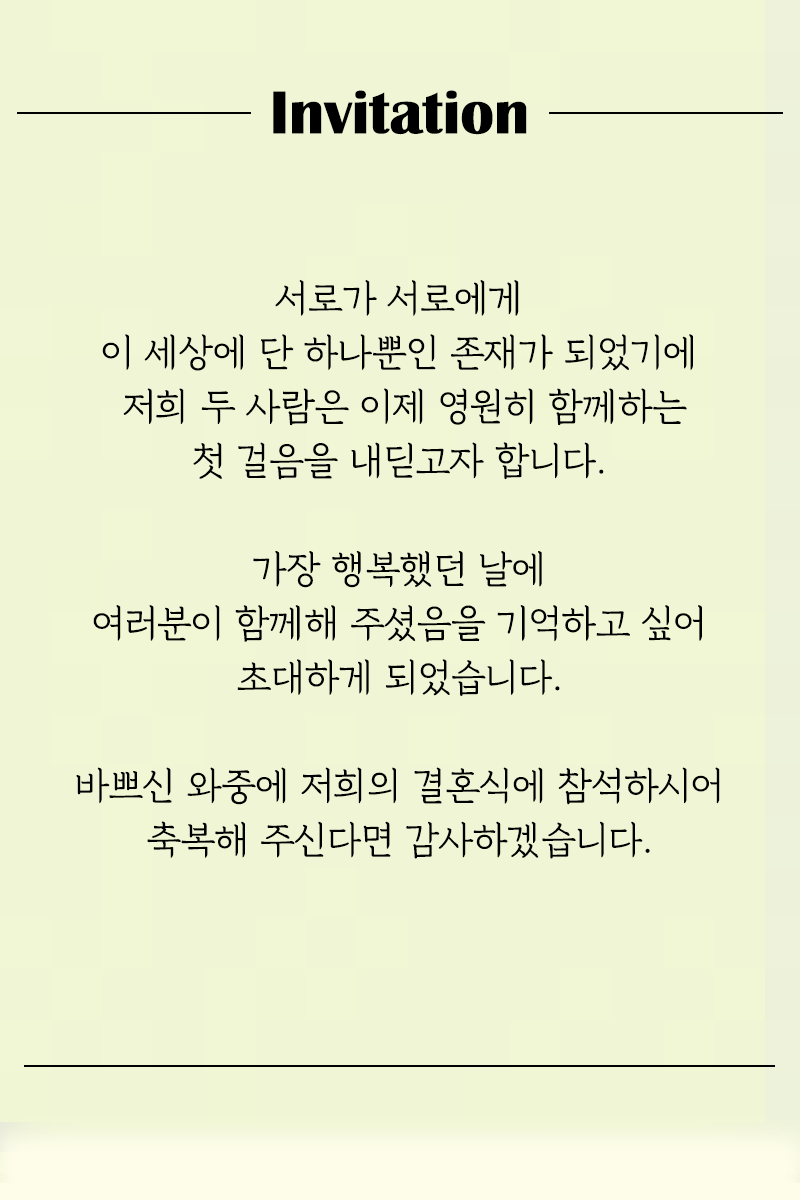 Invitation
서로가 서로에게
이 세상에 단 하나뿐인 존재가 되었기에
저희 두 사람은 이제 영원히 함께하는
첫 걸음을 내딛고자 합니다.
가장 행복했던 날에
여러분이 함께해 주셨음을 기억하고 싶어
초대하게 되었습니다.
바쁘신 와중에 저희의 결혼식에 참석하시어
축복해 주신다면 감사하겠습니다.